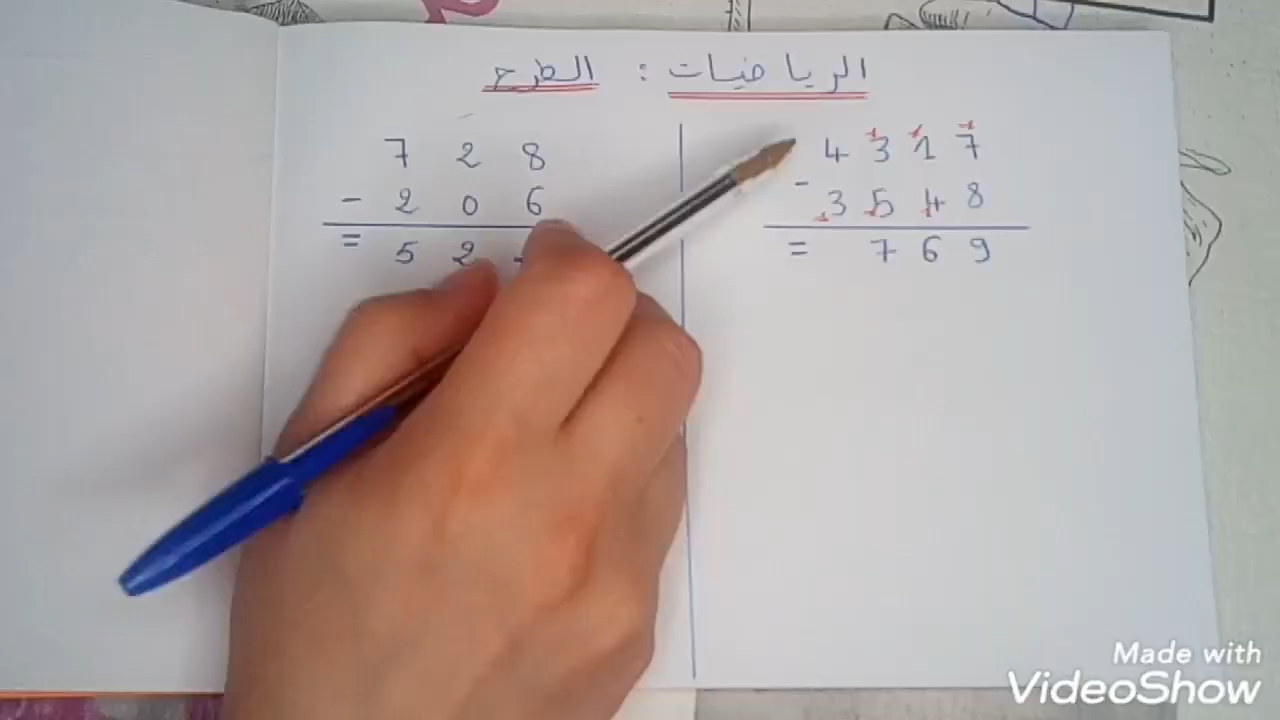 الرياضيات : الطرح
7 2 8
- 2 0 6
= 5 2
4 3 1 7
- 3 5 4 8
= 7 6 9
Made with
VideoShow